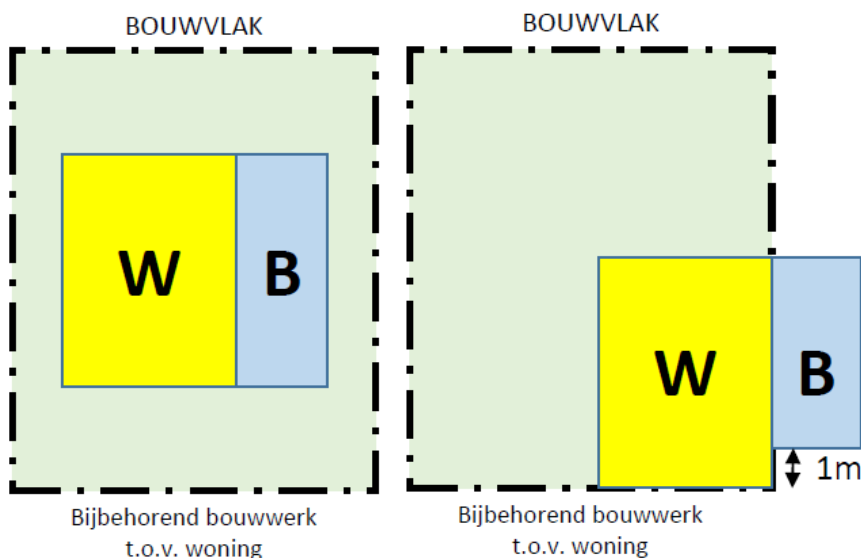 BOUWVLAK
W
B
Bijbehorend bouwwerk
t.o.v. woning
BOUWVLAK
W
B
1m
Bijbehorend bouwwerk
t.o.v. woning